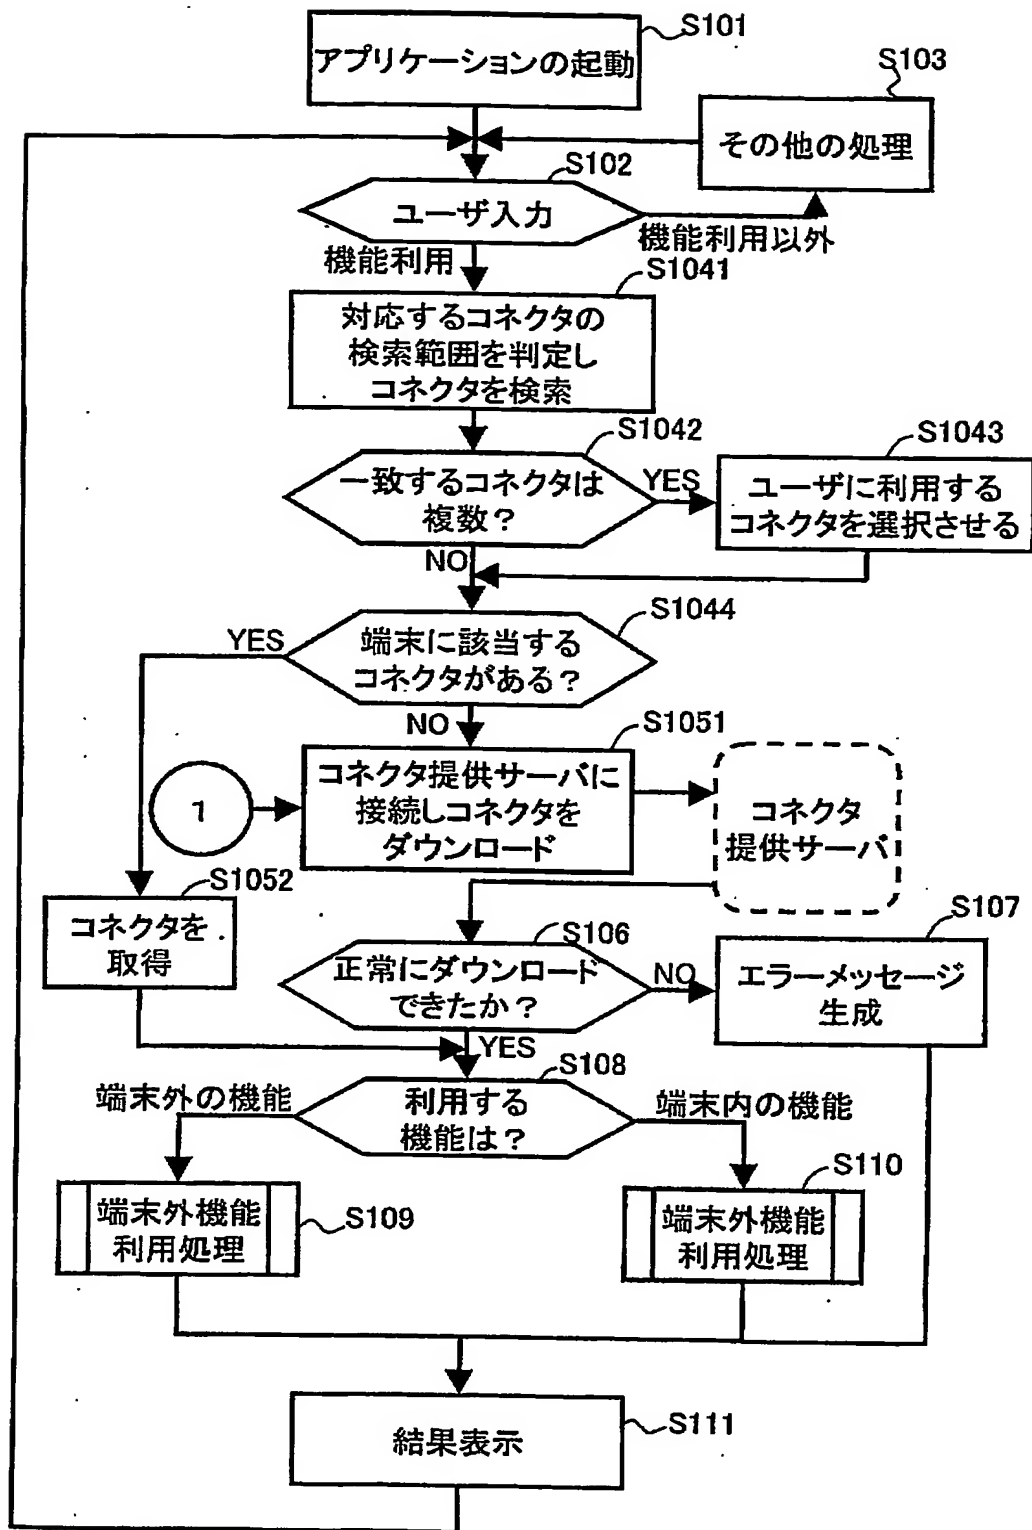 S101
アプリケーションの起動
S103
その他の処理
S102
ユーザ入力
機能利用以外
機能利用
S1041
対応するコネクタの
検索範囲を判定し
コネクタを検索
S1042
一致するコネクタは
複数？
YES
S1043
ユーザに利用する
コネクタを選択させる
NO
S1044
YES
端末に該当する
コネクタがある？
NO
S1051
コネクタ提供サーバに
接続しコネクタを
ダウンロード
1
コネクタ
提供サーバ
S1052
コネクタを
取得
S106
正常にダウンロード
できたか？
NO
S107
エラーメッセージ
生成
YES
S108
利用する
機能は？
端末外の機能
端末内の機能
端末外機能
利用処理
S109
S110
端末外機能
利用処理
結果表示
S111